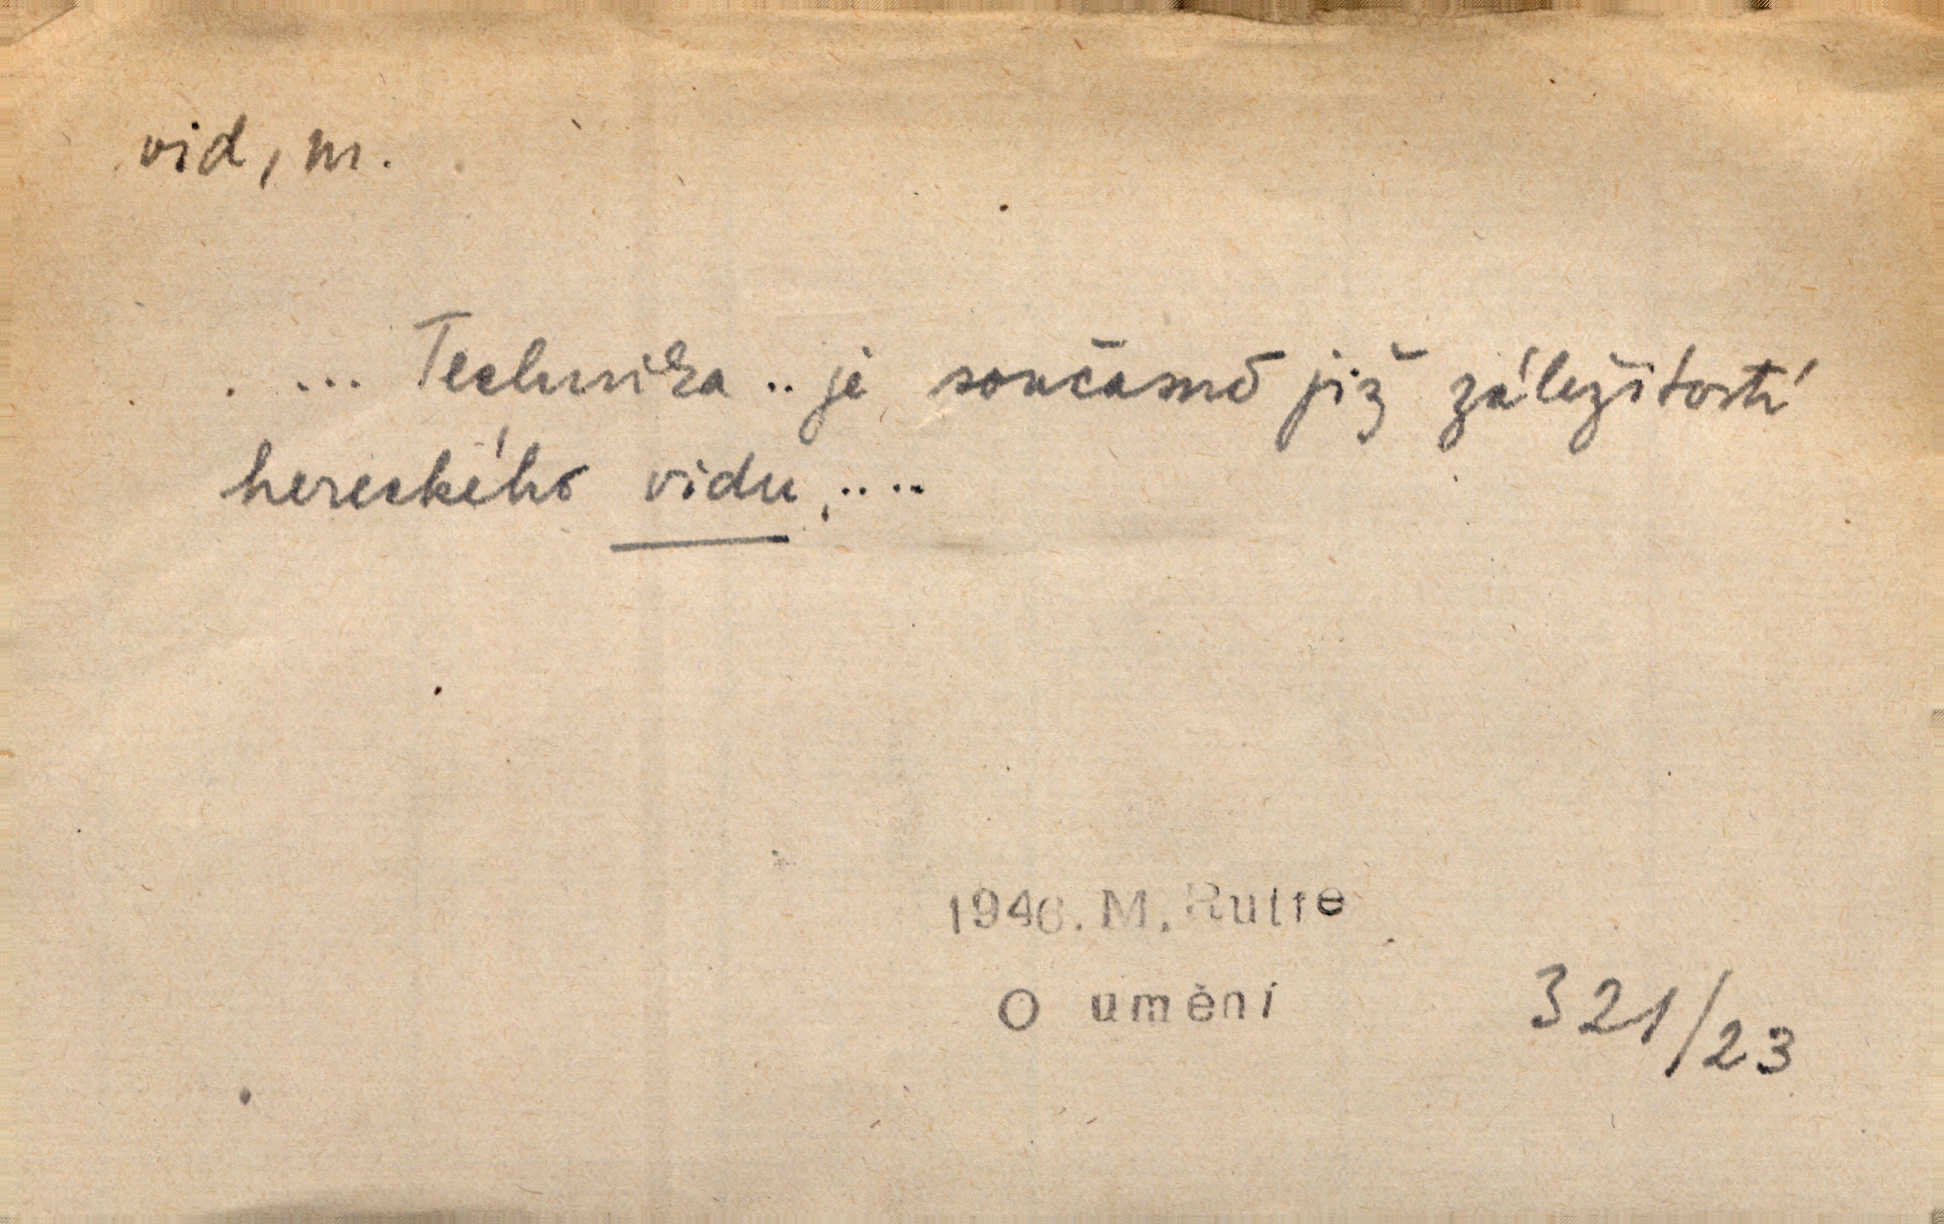 vid, m.
... Technika .. je současně již záležitostí
hereckého vidu, ....
1946. M. Rutte
O umění
321/23